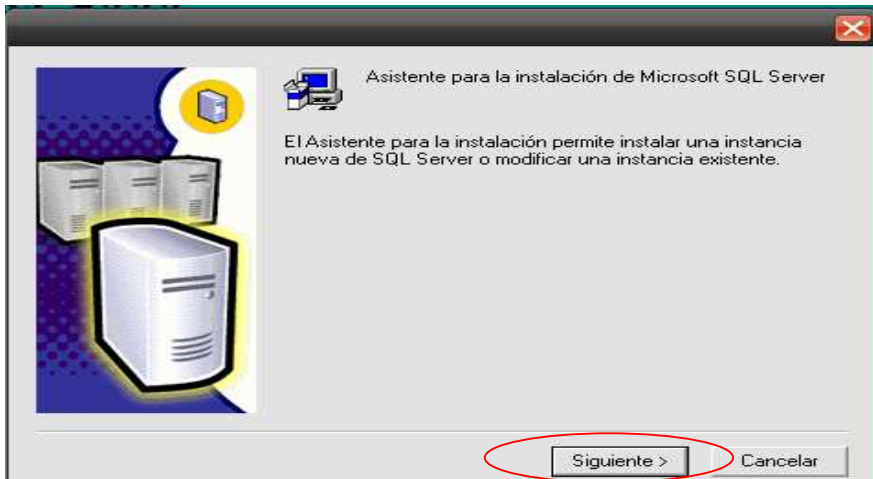 Asistente para la instalación de Microsoft SQL Server
El Asistente para la instalación permite instalar una instancia
nueva de SQL Server o modificar una instancia existente.
Siguiente >
Cancelar